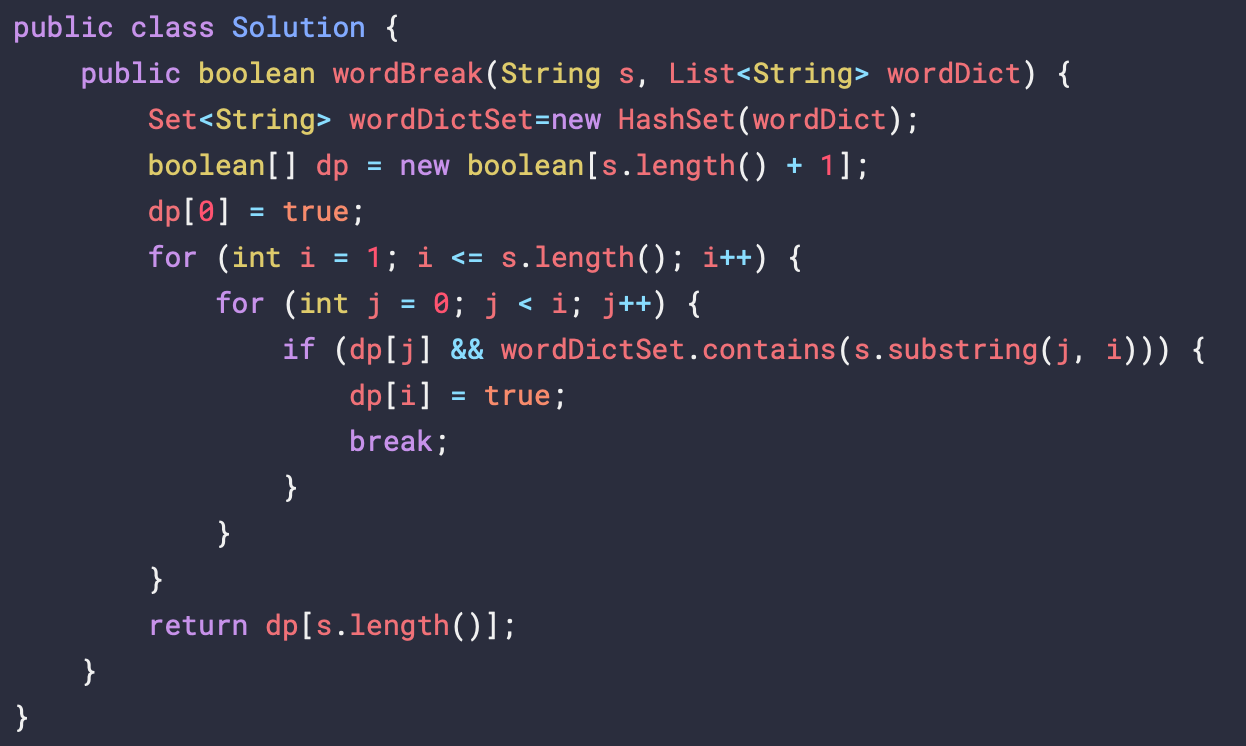 public class Solution {
    public boolean wordBreak(String s, List<String> wordDict) {
        Set<String> wordDictSet=new HashSet(wordDict);
        boolean[] dp = new boolean[s.length() + 1];
        dp[0] = true;
        for (int i = 1; i <= s.length(); i++) {
            for (int j = 0; j < i; j++) {
                if (dp[j] && wordDictSet.contains(s.substring(j, i))) {
                    dp[i] = true;
                    break;
                }
            }
        }
        return dp[s.length()];
    }
}